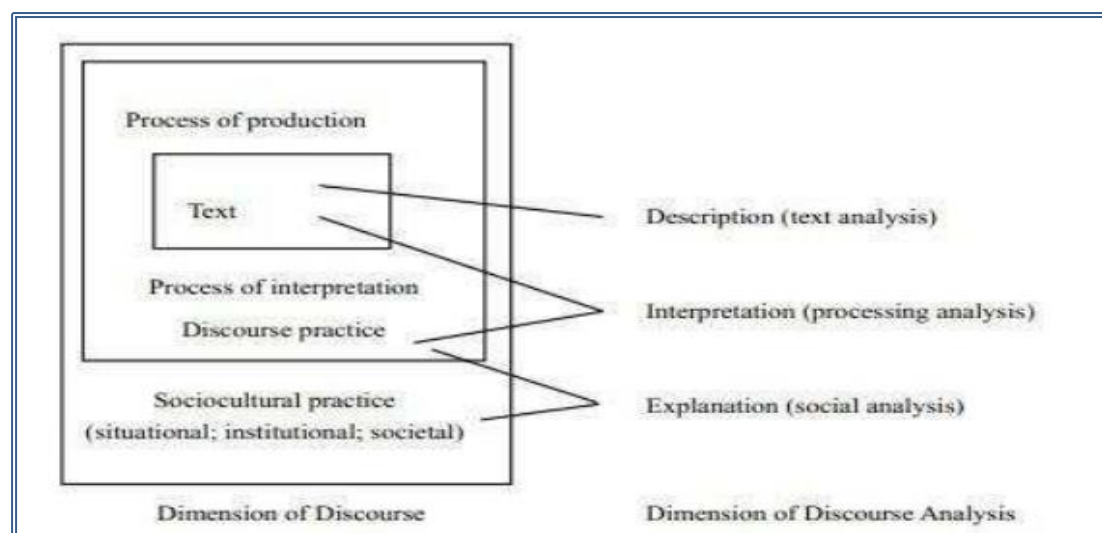 Process of production
Text
Description (text analysis)
Process of interpretation
Interpretation (processing analysis)
Discourse practice
Sociocultural practice
Explanation (social analysis)
(situational; institutional; societal)
Dimension of Discourse
Dimension of Discourse Analysis